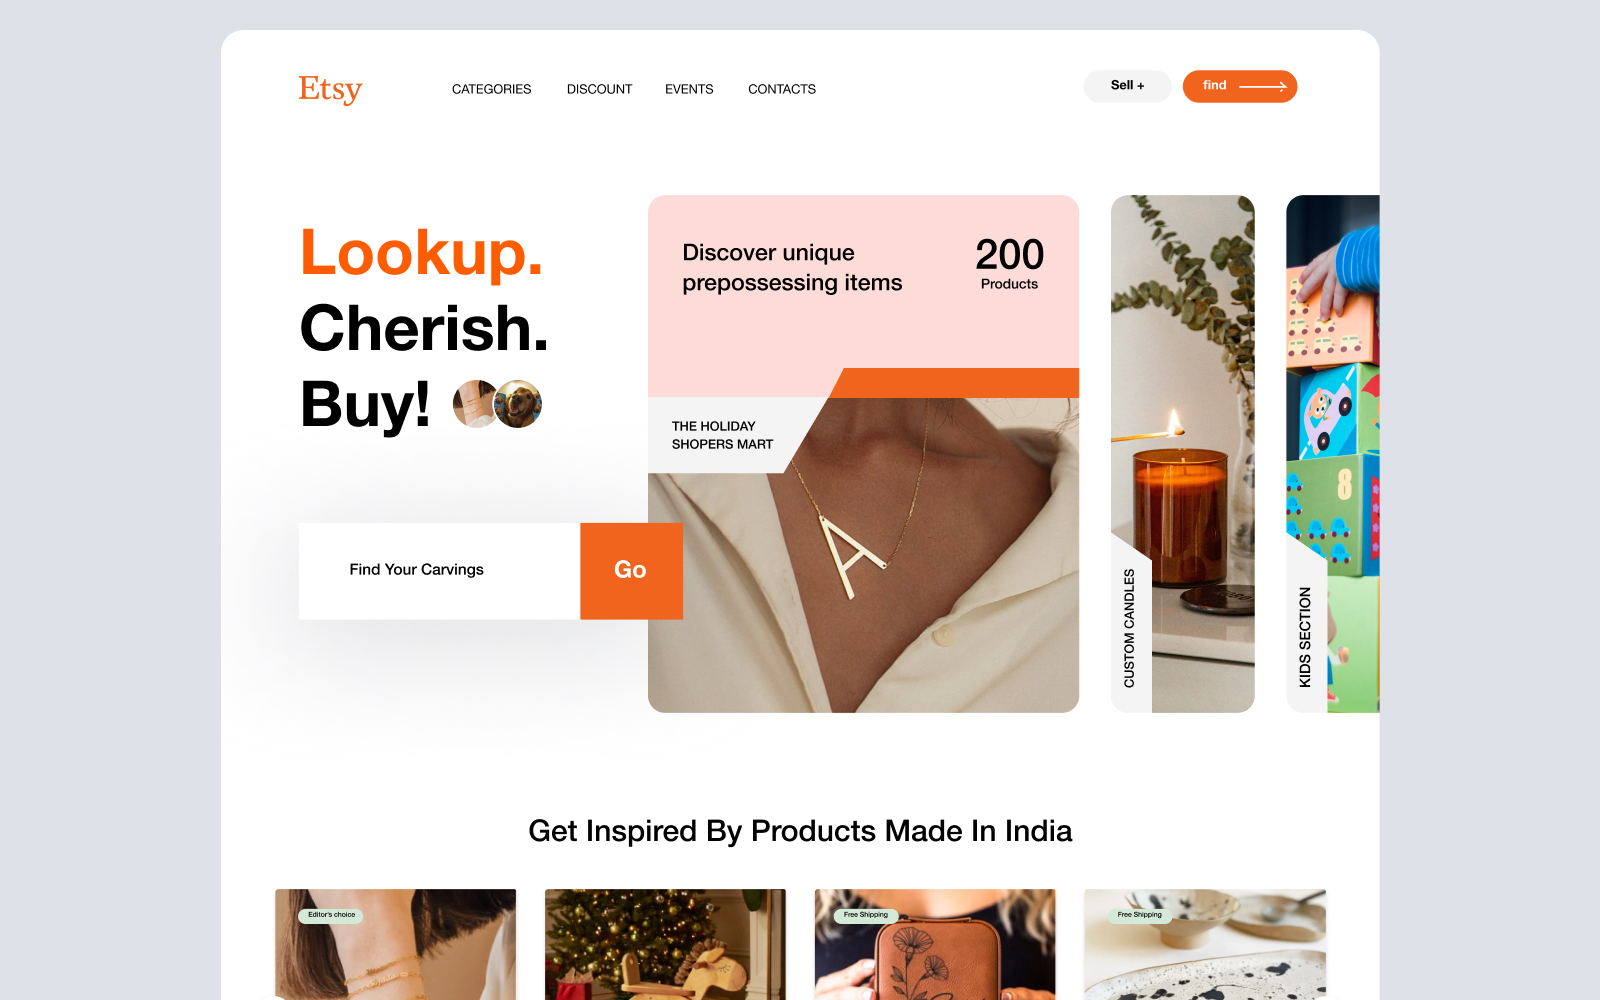 Etsy
CATEGORIES
DISCOUNT
EVENTS
CONTACTS
Sell +
find
Lookup.
Cherish.
Buy!
Find Your Carvings
Go
Discover unique
prepossessing items
200
Products
THE HOLIDAY
SHOPERS MART
CUSTOM CANDLES
8
KIDS SECTION
Get Inspired By Products Made In India
Editor's choice
Free Shipping
Free Shipping